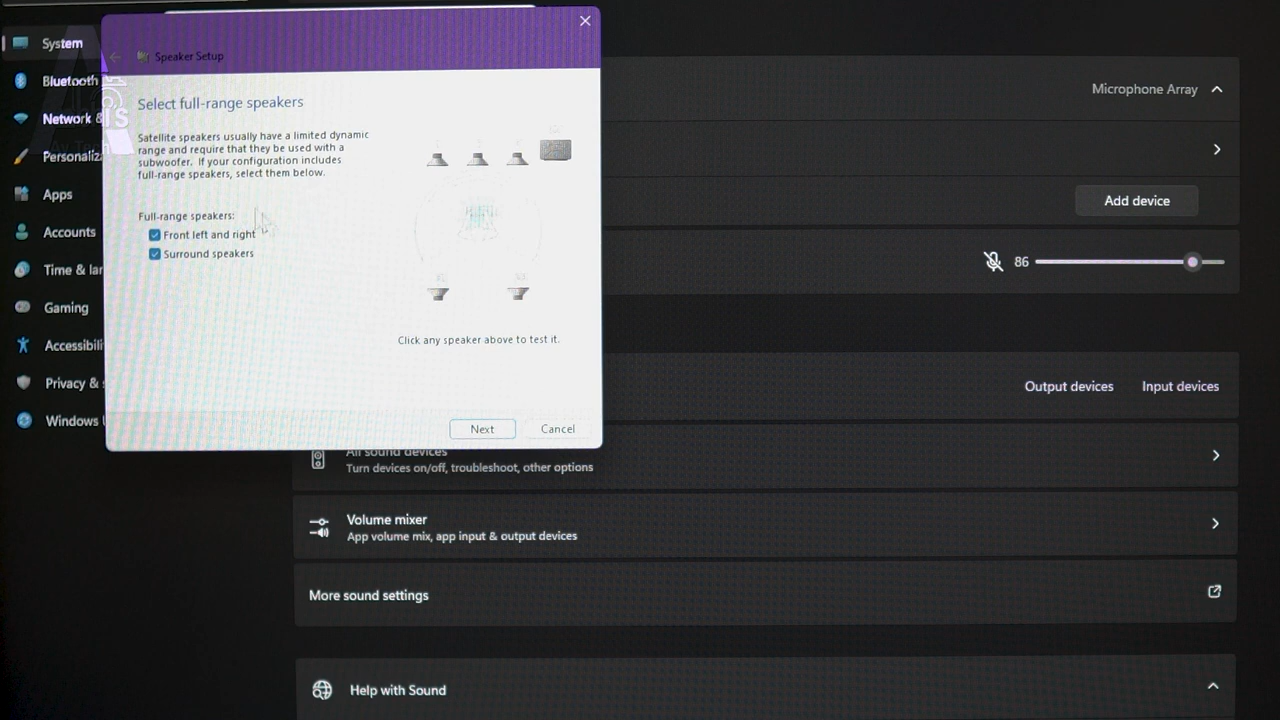 Speaker Setup
Select full-range speakers
Satellite speakers usually have a limited dynamic
range and require that they be used with a
subwoofer. If your configuration includes
full-range speakers, select them below.
Full-range speakers:
Front left and right
Surround speakers
Click any speaker above to test it.
Next
Cancel
System
Bluetooth
Network &
Personaliza
Apps
Accounts
Time & lan
Gaming
Accessibili
Privacy & s
Windows U
Microphone Array
Add device
86
Output devices
Input devices
All sound devices
Turn devices on/off, troubleshoot, other options
Volume mixer
App volume mix, app input & output devices
More sound settings
Help with Sound